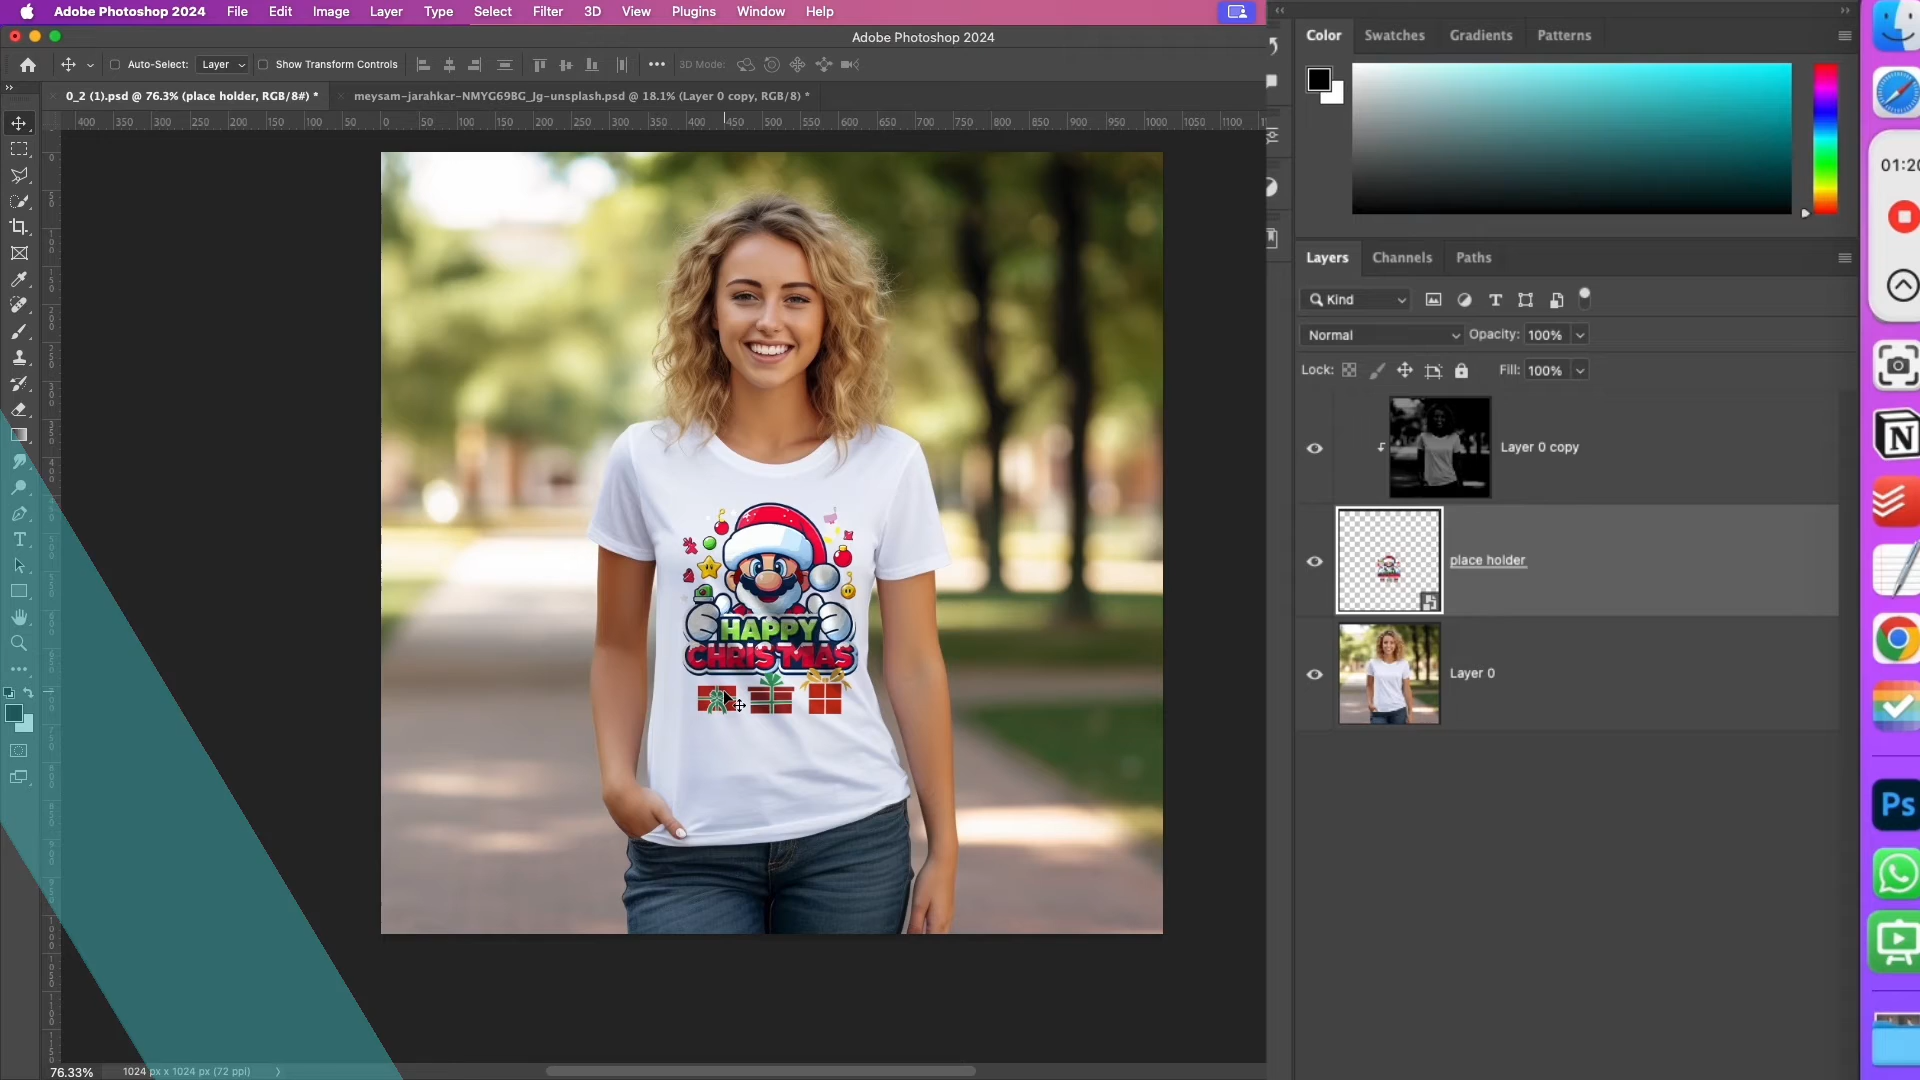 Adobe Photoshop 2024 File Edit Image Layer Type Select Filter 3D View Plugins Window Help
Adobe Photoshop 2024
Auto-Select: Layer Show Transform Controls 3D Mode:
0_2 (1).psd @ 76.3% (place holder, RGB/8#) * meysam-jarahkar-NMYG69BG_Jg-unsplash.psd @ 18.1% (Layer 0 copy, RGB/8) *
400 350 300 250 200 150 100 50 0 50 100 150 200 250 300 350 400 450 500 550 600 650 700 750 800 850 900 950 1000 1050 1100
HAPPY
CHRISTMAS
76.33% 1024 px x 1024 px (72 ppi)
Color Swatches Gradients Patterns
Layers Channels Paths
Kind
Normal Opacity: 100%
Lock: Fill: 100%
Layer 0 copy
place holder
Layer 0
01:20
N
Ps